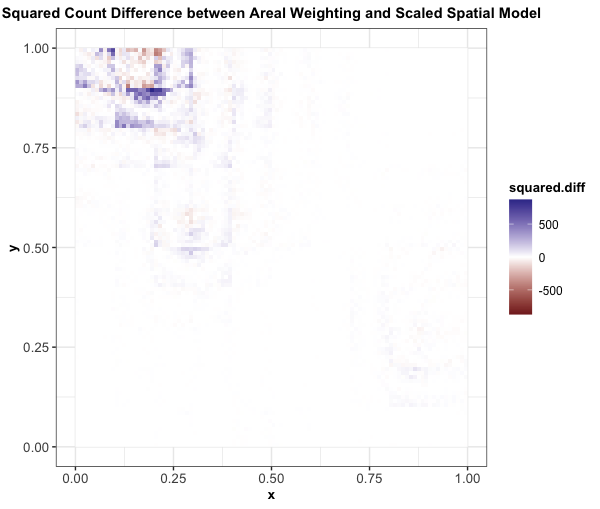 Squared Count Difference between Areal Weighting and Scaled Spatial Model
1.00
0.75
y
0.50
0.25
0.00
0.00 0.25 0.50 0.75 1.00
x
squared.diff
500
0
-500